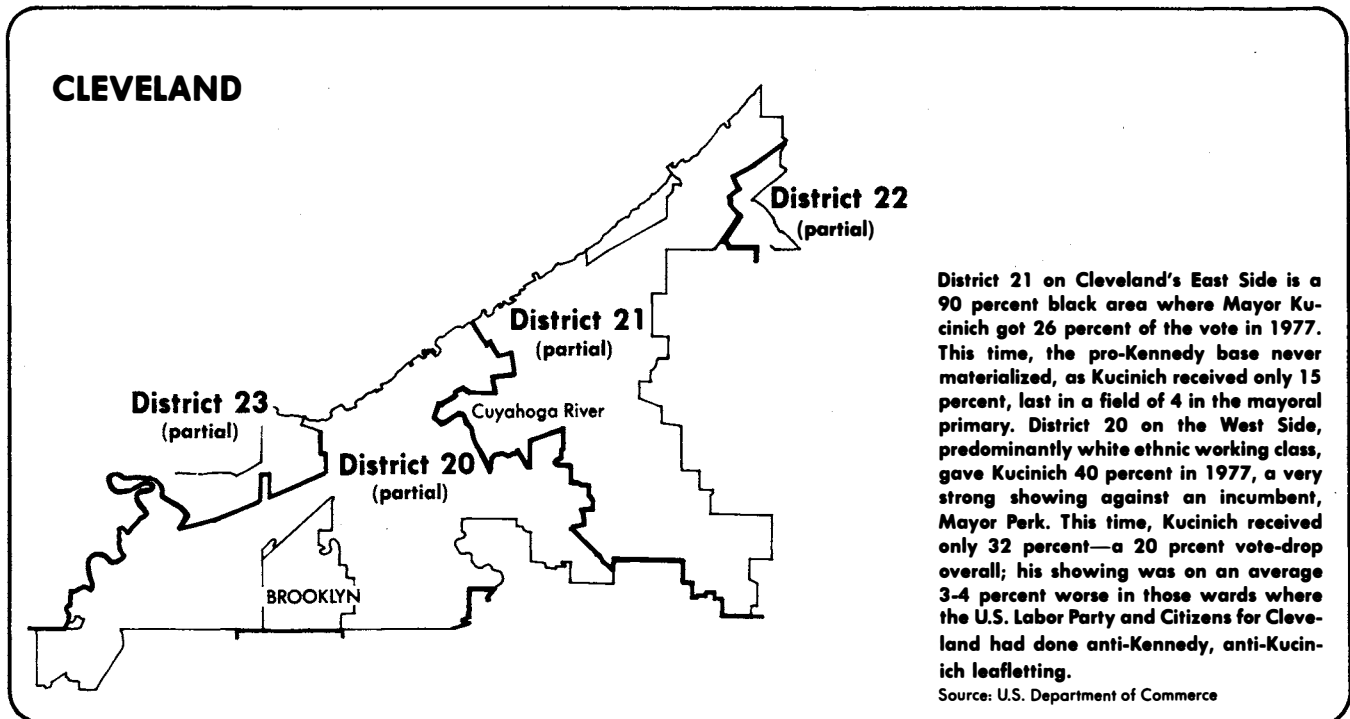 CLEVELAND
District 22
(partial)
District 21
(partial)
Cuyahoga River
District 23
(partial)
District 20
(partial)
BROOKLYN
District 21 on Cleveland's East Side is a
90 percent black area where Mayor Ku-
cinich got 26 percent of the vote in 1977.
This time, the pro-Kennedy base never
materialized, as Kucinich received only 15
percent, last in a field of 4 in the mayoral
primary. District 20 on the West Side,
predominantly white ethnic working class,
gave Kucinich 40 percent in 1977, a very
strong showing against an incumbent,
Mayor Perk. This time, Kucinich received
only 32 percent—a 20 prcent vote-drop
overall; his showing was on an average
3-4 percent worse in those wards where
the U.S. Labor Party and Citizens for Cleve-
land had done anti-Kennedy, anti-Kucin-
ich leafletting.
Source: U.S. Department of Commerce